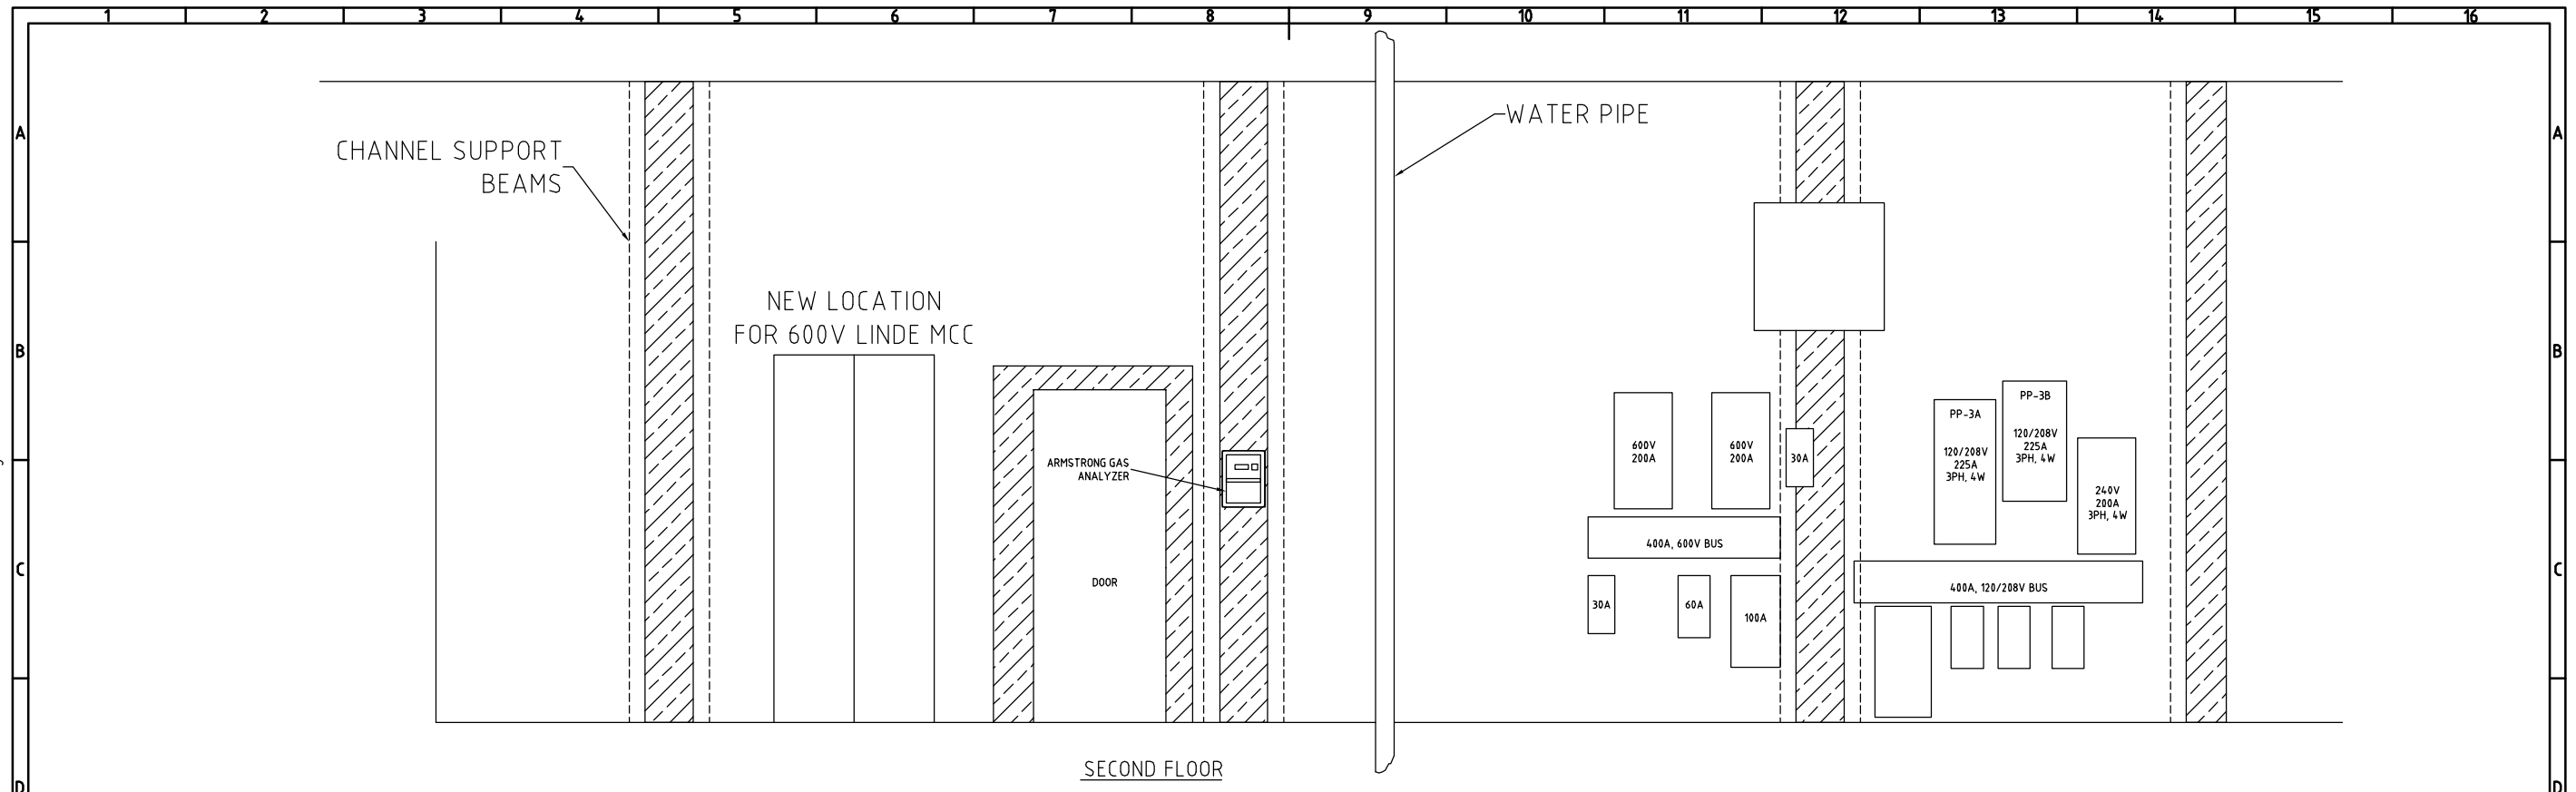 1 2 3 4 5 6 7 8 9 10 11 12 13 14 15 16
A A
WATER PIPE
CHANNEL SUPPORT
BEAMS
NEW LOCATION
FOR 600V LINDE MCC
B B
600V
200A
600V
200A
30A
PP-3A
120/208V
225A
3PH, 4W
PP-3B
120/208V
225A
3PH, 4W
240V
200A
3PH, 4W
ARMSTRONG GAS
ANALYZER
400A, 600V BUS
C C
DOOR
400A, 120/208V BUS
30A
60A
100A
SECOND FLOOR
D D